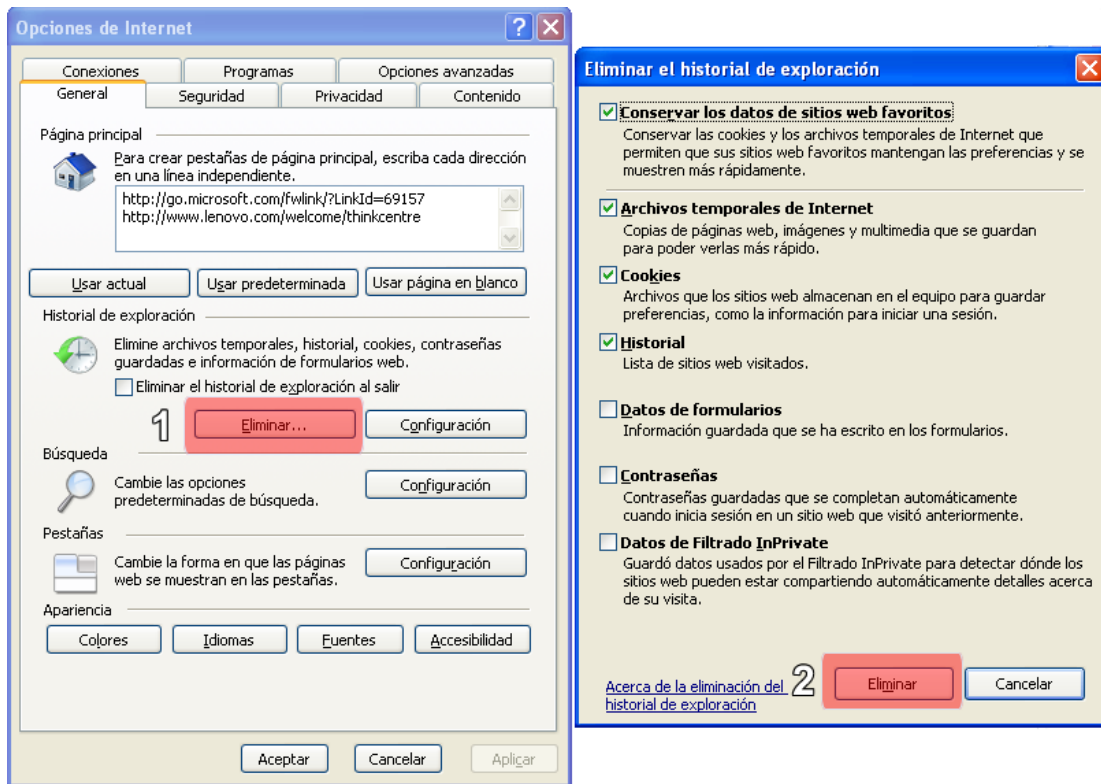 Opciones de Internet
Conexiones
Programas
Opciones avanzadas
General
Seguridad
Privacidad
Contenido
Página principal
Para crear pestañas de página principal, escriba cada dirección
en una línea independiente.
http://go.microsoft.com/fwlink/?LinkId=69157
http://www.lenovo.com/welcome/thinkcentre
Usar actual
Usar predeterminada
Usar página en blanco
Historial de exploración
Elimine archivos temporales, historial, cookies, contraseñas
guardadas e información de formularios web.
Eliminar el historial de exploración al salir
1
Eliminar...
Configuración
Búsqueda
Cambie las opciones
predeterminadas de búsqueda.
Configuración
Pestañas
Cambie la forma en que las páginas
web se muestran en las pestañas.
Configuración
Apariencia
Colores
Idiomas
Fuentes
Accesibilidad
Aceptar
Cancelar
Aplicar
Eliminar el historial de exploración
Conservar los datos de sitios web favoritos
Conservar las cookies y los archivos temporales de Internet que
permiten que sus sitios web favoritos mantengan las preferencias y se
muestren más rápidamente.
Archivos temporales de Internet
Copias de páginas web, imágenes y multimedia que se guardan
para poder verlas más rápido.
Cookies
Archivos que los sitios web almacenan en el equipo para guardar
preferencias, como la información para iniciar una sesión.
Historial
Lista de sitios web visitados.
Datos de formularios
Información guardada que se ha escrito en los formularios.
Contraseñas
Contraseñas guardadas que se completan automáticamente
cuando inicia sesión en un sitio web que visitó anteriormente.
Datos de Filtrado InPrivate
Guardó datos usados por el Filtrado InPrivate para detectar dónde los
sitios web pueden estar compartiendo automáticamente detalles acerca
de su visita.
Acerca de la eliminación del
historial de exploración
2
Eliminar
Cancelar